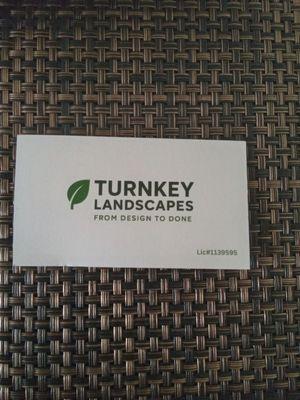 TURNKEY
LANDSCAPES
FROM DESIGN TO DONE
Lic#1139595